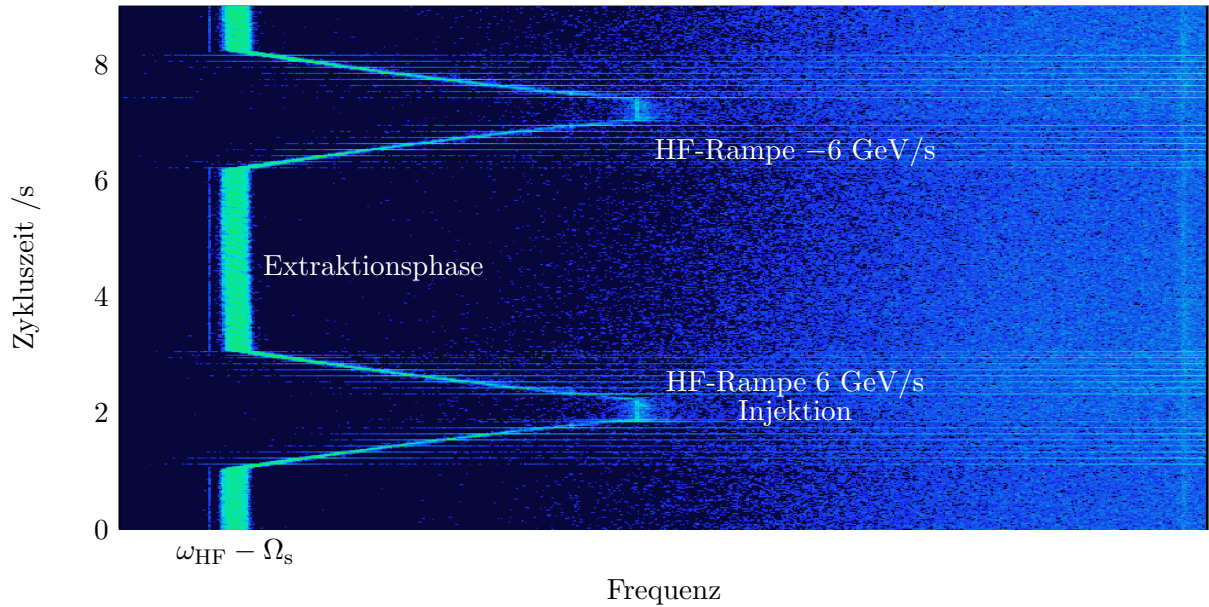 8
HF-Rampe −6 GeV/s
6
Extraktionsphase
Zykluszeit /s
4
HF-Rampe 6 GeV/s
2
Injektion
0
ω_HF − Ω_s
Frequenz